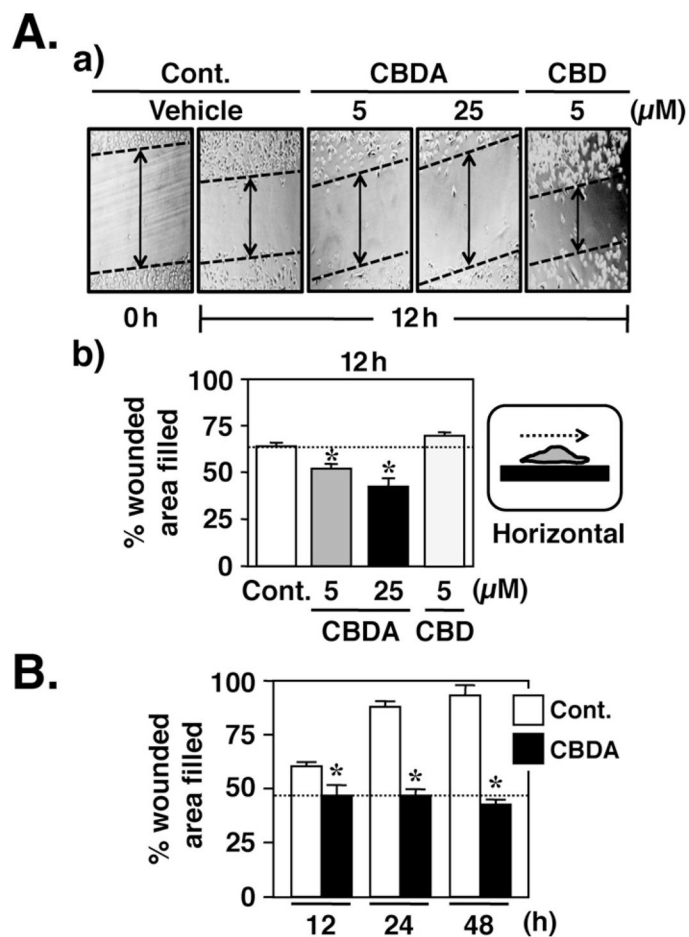 A.
a)
Cont. CBDA CBD
Vehicle 5 25 5 (µM)
0 h 12 h
b)
12 h
% wounded
area filled
100
75
50
25
0
* *
Cont. 5 25 5 (µM)
CBDA CBD
Horizontal
B.
% wounded
area filled
100
75
50
25
0
* * *
Cont.
CBDA
12 24 48 (h)